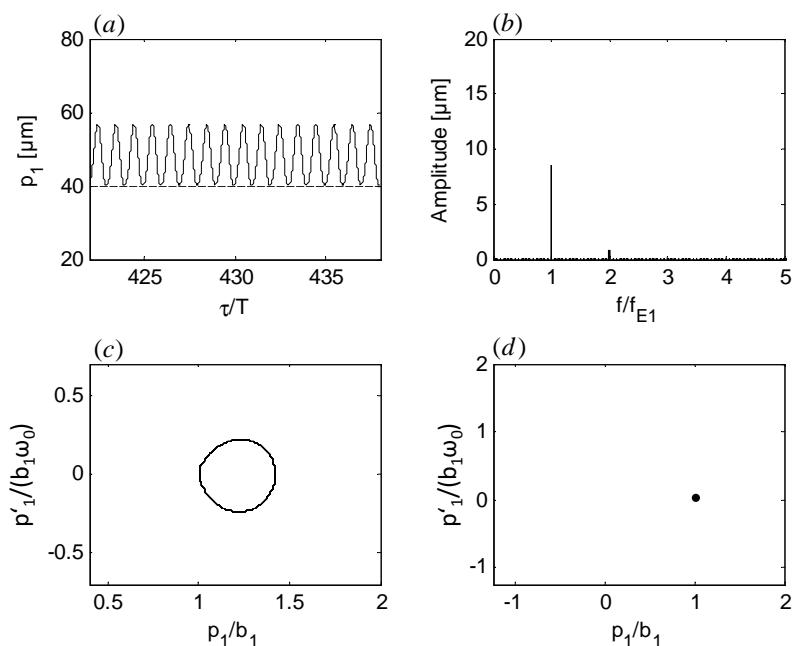 (a)
80
60
40
20
p₁ [µm]
425 430 435
τ/T
(b)
20
15
10
5
0
Amplitude [µm]
0 1 2 3 4 5
f/f_E1
(c)
0.5
0
-0.5
p‘₁/(b₁ω₀)
0.5 1 1.5 2
p₁/b₁
(d)
2
1
0
-1
p‘₁/(b₁ω₀)
-1 0 1 2
p₁/b₁